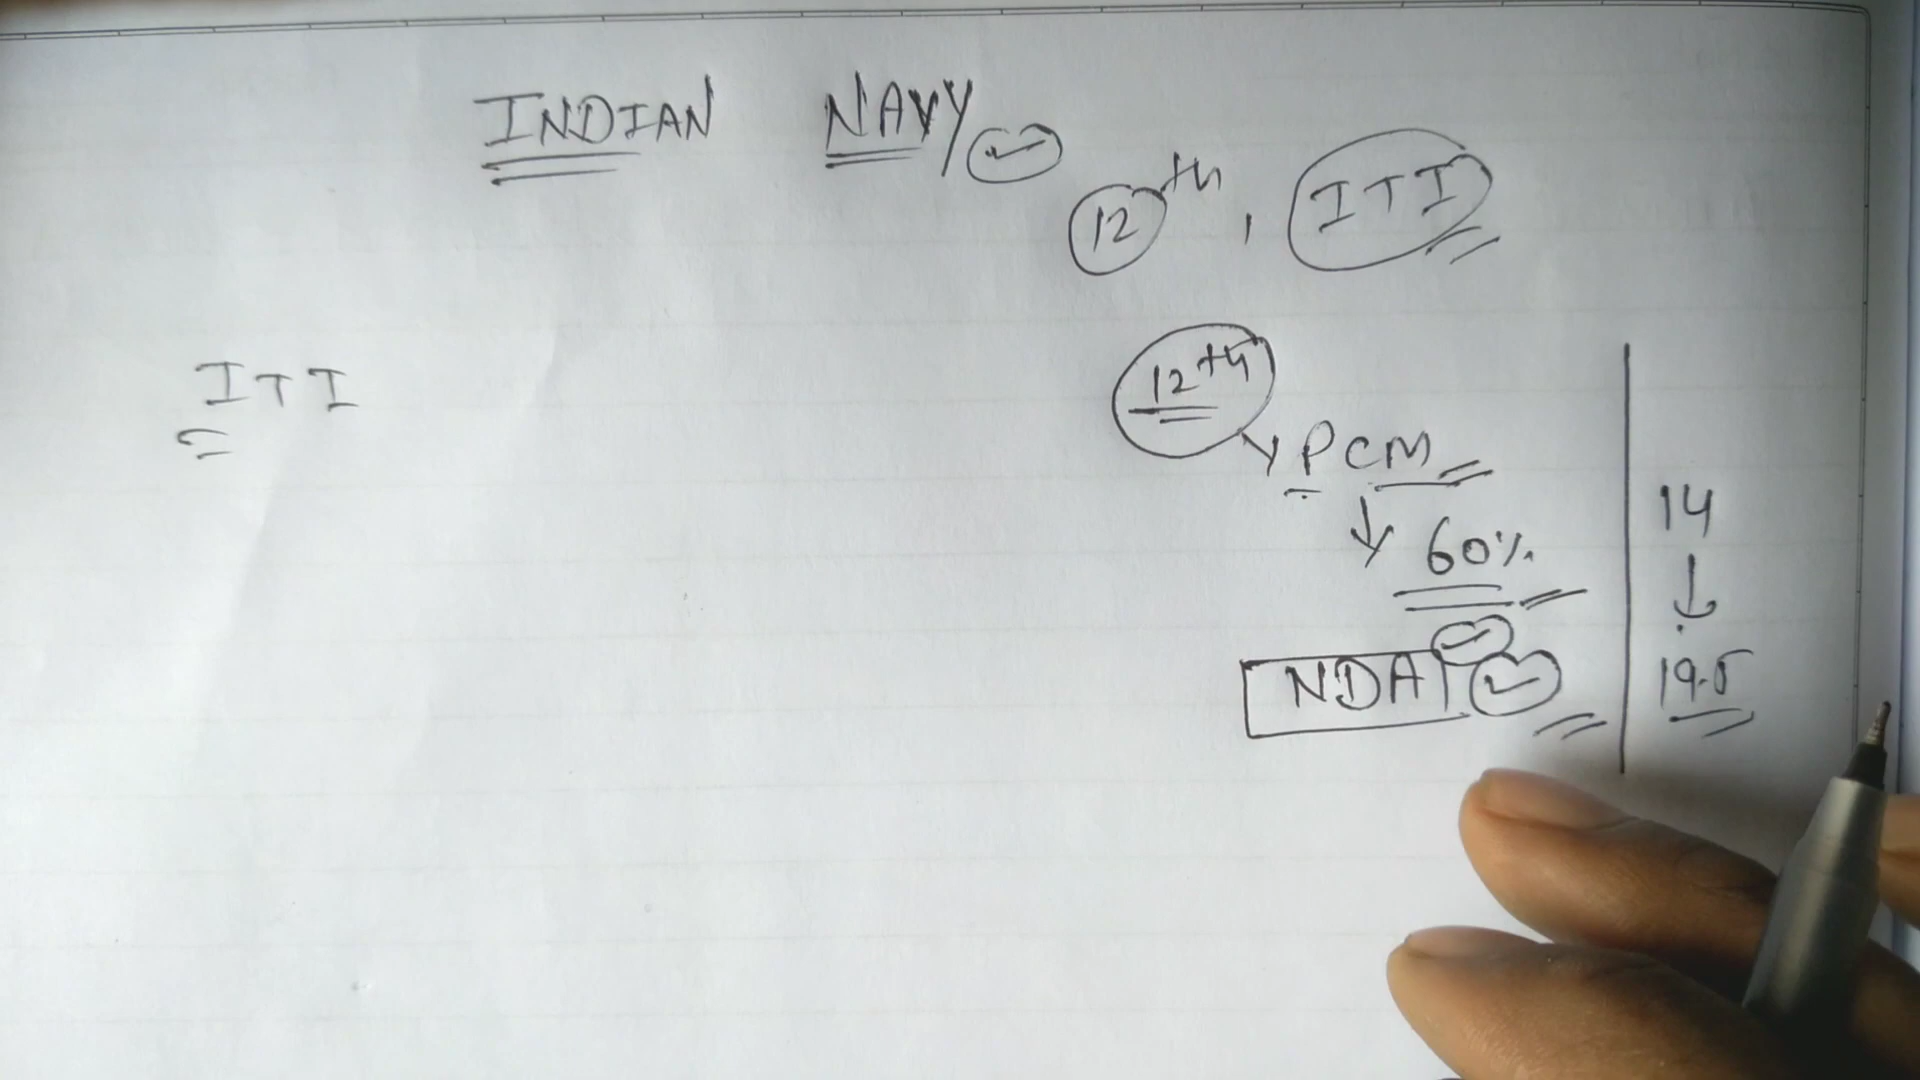 INDIAN NAVY
12th, ITI
ITI
12th
PCM
60%
NDA
14
19.5